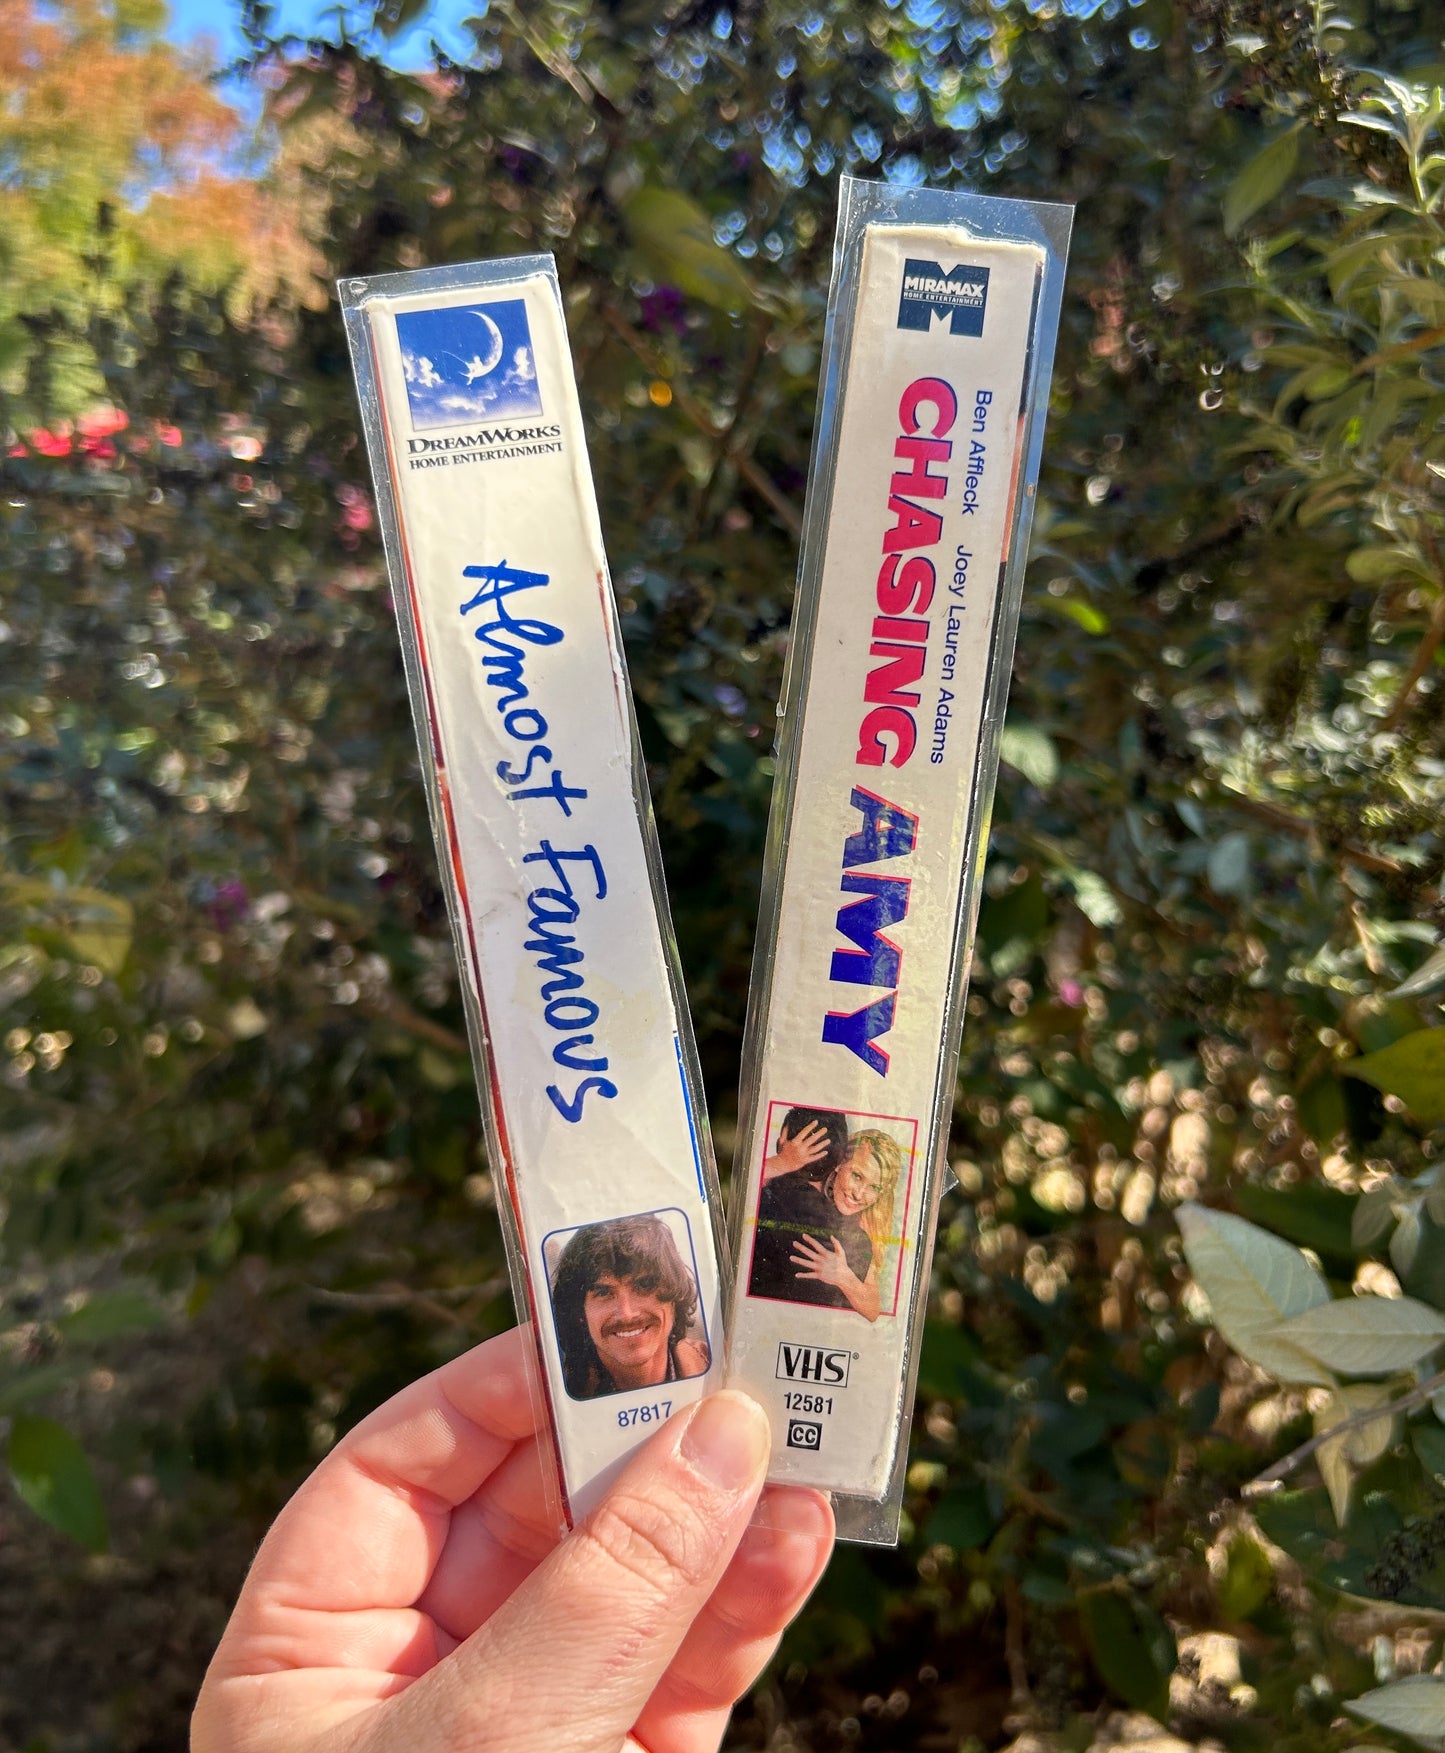 DREAMWORKS
HOME ENTERTAINMENT
Almost Famous
87817
MIRAMAX
HOME ENTERTAINMENT
Ben Affleck Joey Lauren Adams
CHASING AMY
VHS®
12581
CC